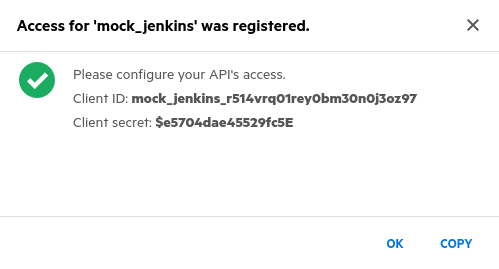 Access for 'mock_jenkins' was registered.
Please configure your API's access.
Client ID: mock_jenkins_r514vrq01rey0bm30n0j3oz97
Client secret: $e5704dae45529fc5E
OK COPY